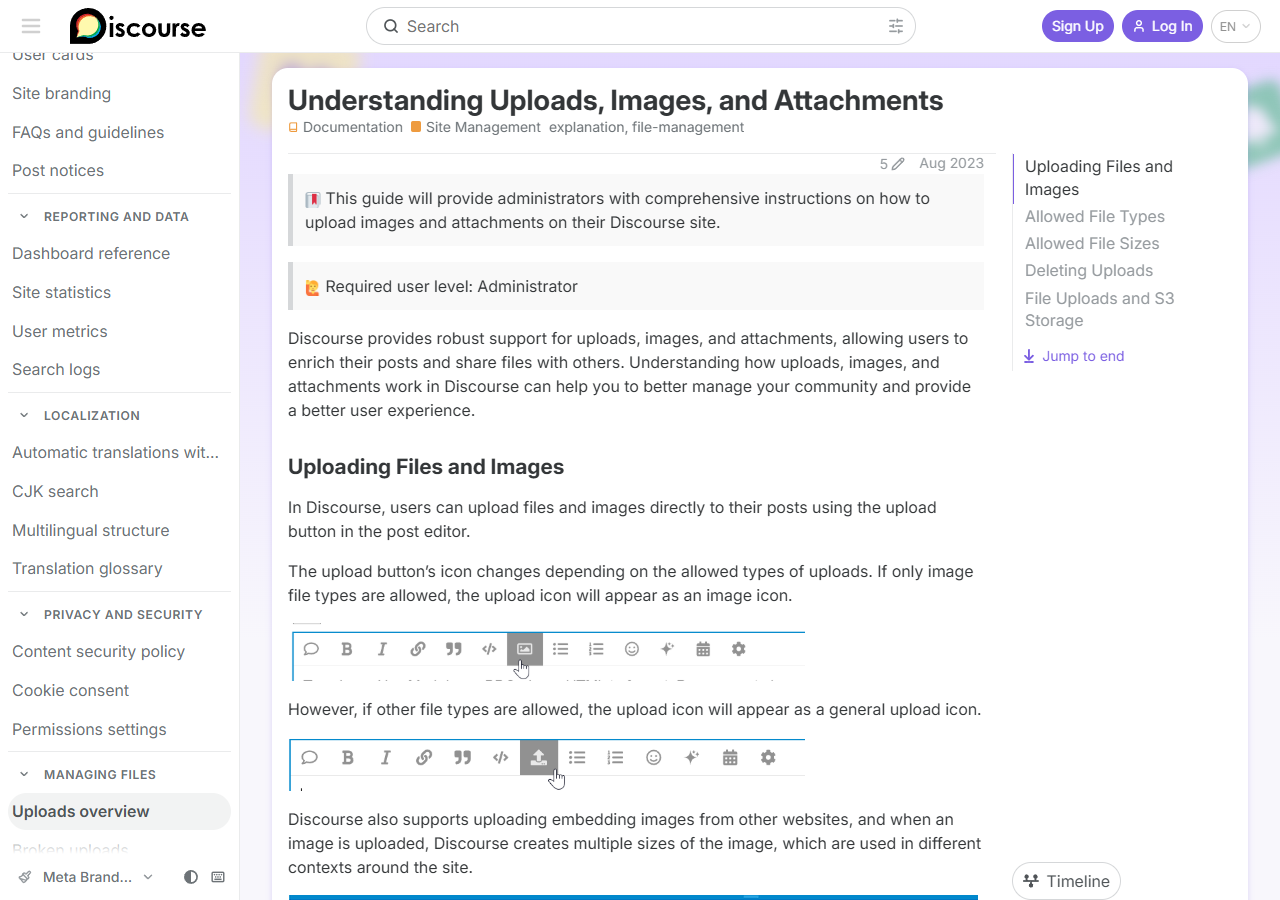 Discourse
Search
Sign Up
Log In
EN
User cards
Site branding
FAQs and guidelines
Post notices
REPORTING AND DATA
Dashboard reference
Site statistics
User metrics
Search logs
LOCALIZATION
Automatic translations wit...
CJK search
Multilingual structure
Translation glossary
PRIVACY AND SECURITY
Content security policy
Cookie consent
Permissions settings
MANAGING FILES
Uploads overview
Broken uploads
Meta Brand...
Understanding Uploads, Images, and Attachments
Documentation Site Management explanation, file-management
5 Aug 2023
This guide will provide administrators with comprehensive instructions on how to
upload images and attachments on their Discourse site.
Required user level: Administrator
Discourse provides robust support for uploads, images, and attachments, allowing users to
enrich their posts and share files with others. Understanding how uploads, images, and
attachments work in Discourse can help you to better manage your community and provide
a better user experience.
Uploading Files and Images
In Discourse, users can upload files and images directly to their posts using the upload
button in the post editor.
The upload button’s icon changes depending on the allowed types of uploads. If only image
file types are allowed, the upload icon will appear as an image icon.
However, if other file types are allowed, the upload icon will appear as a general upload icon.
Discourse also supports uploading embedding images from other websites, and when an
image is uploaded, Discourse creates multiple sizes of the image, which are used in different
contexts around the site.
Uploading Files and
Images
Allowed File Types
Allowed File Sizes
Deleting Uploads
File Uploads and S3
Storage
Jump to end
Timeline